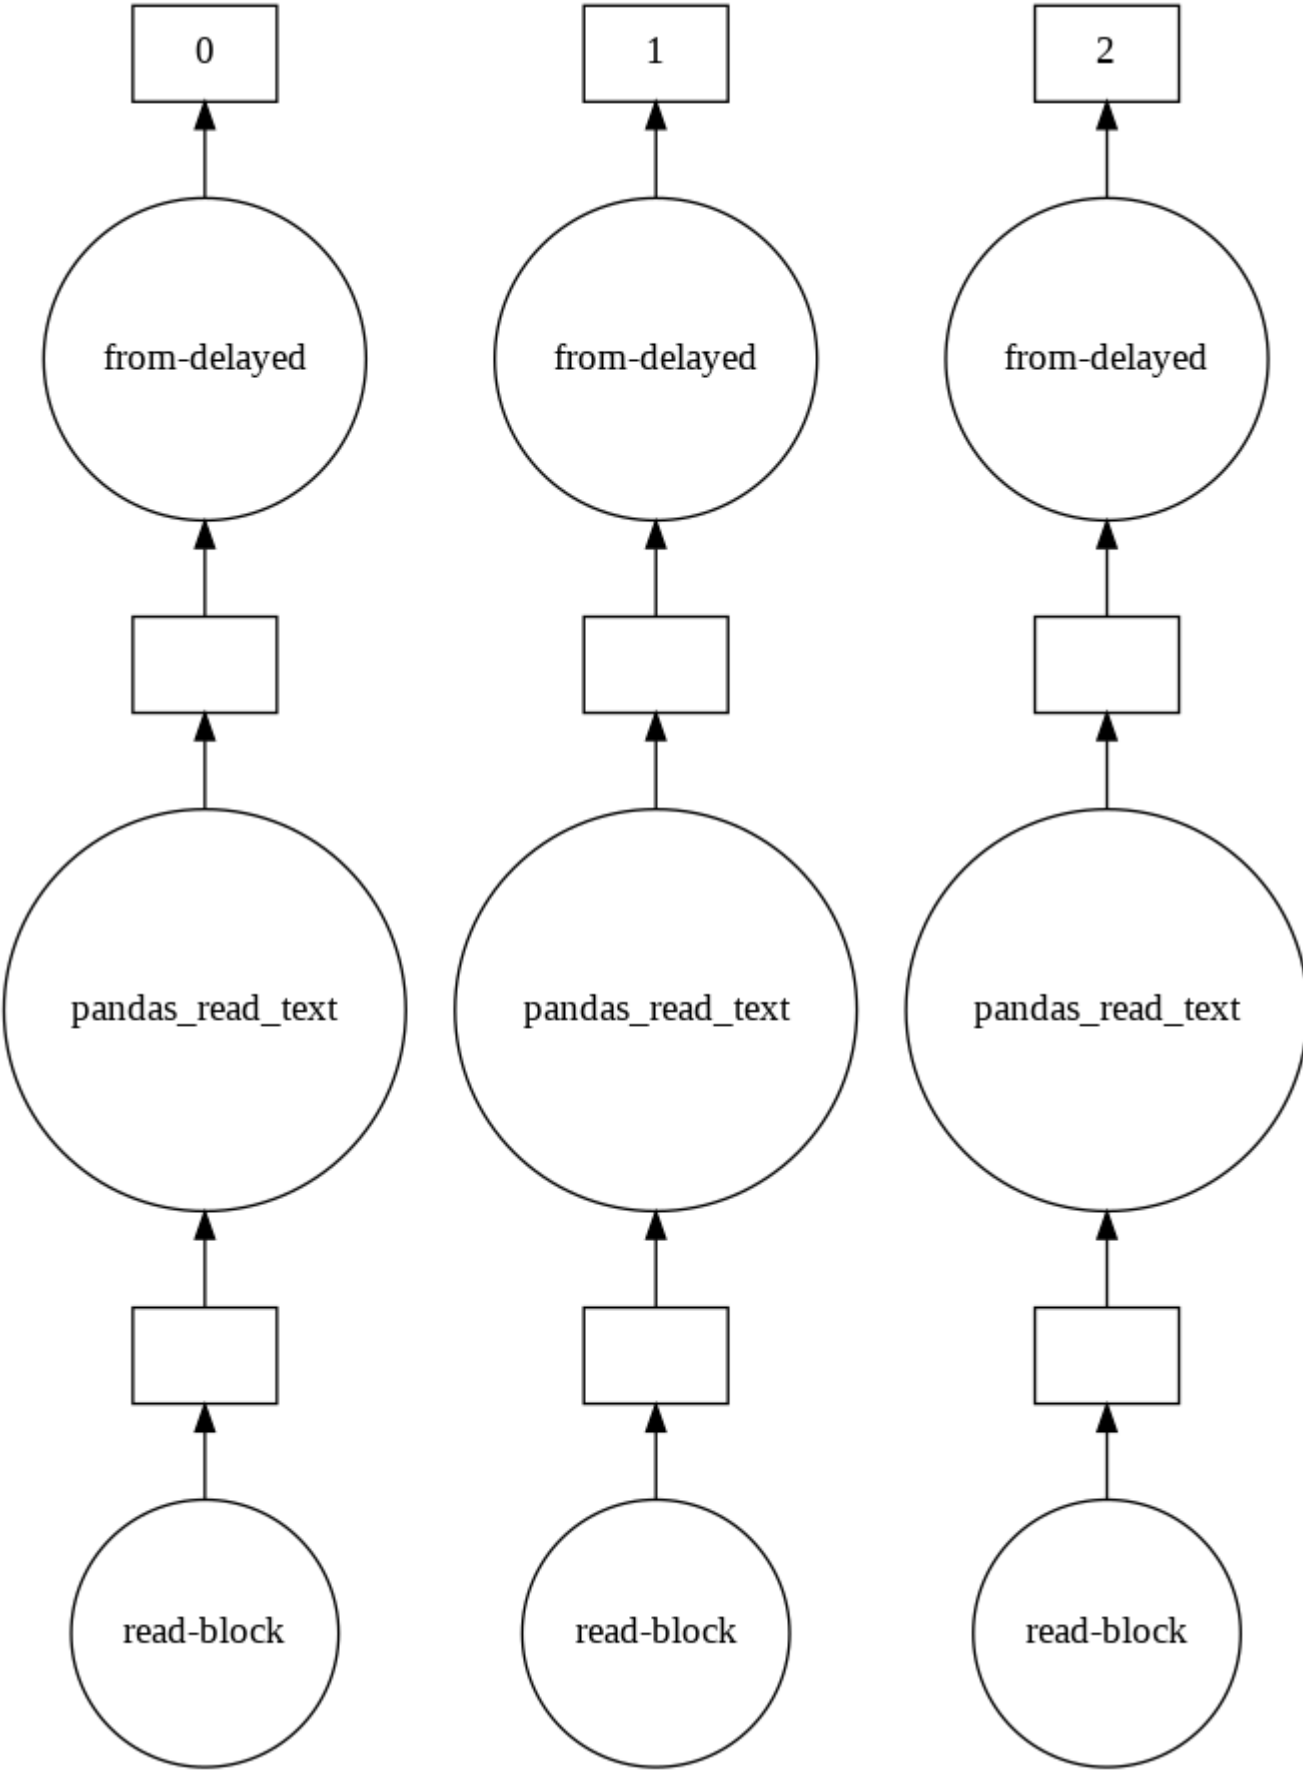 0
1
2
from-delayed
from-delayed
from-delayed
pandas_read_text
pandas_read_text
pandas_read_text
read-block
read-block
read-block